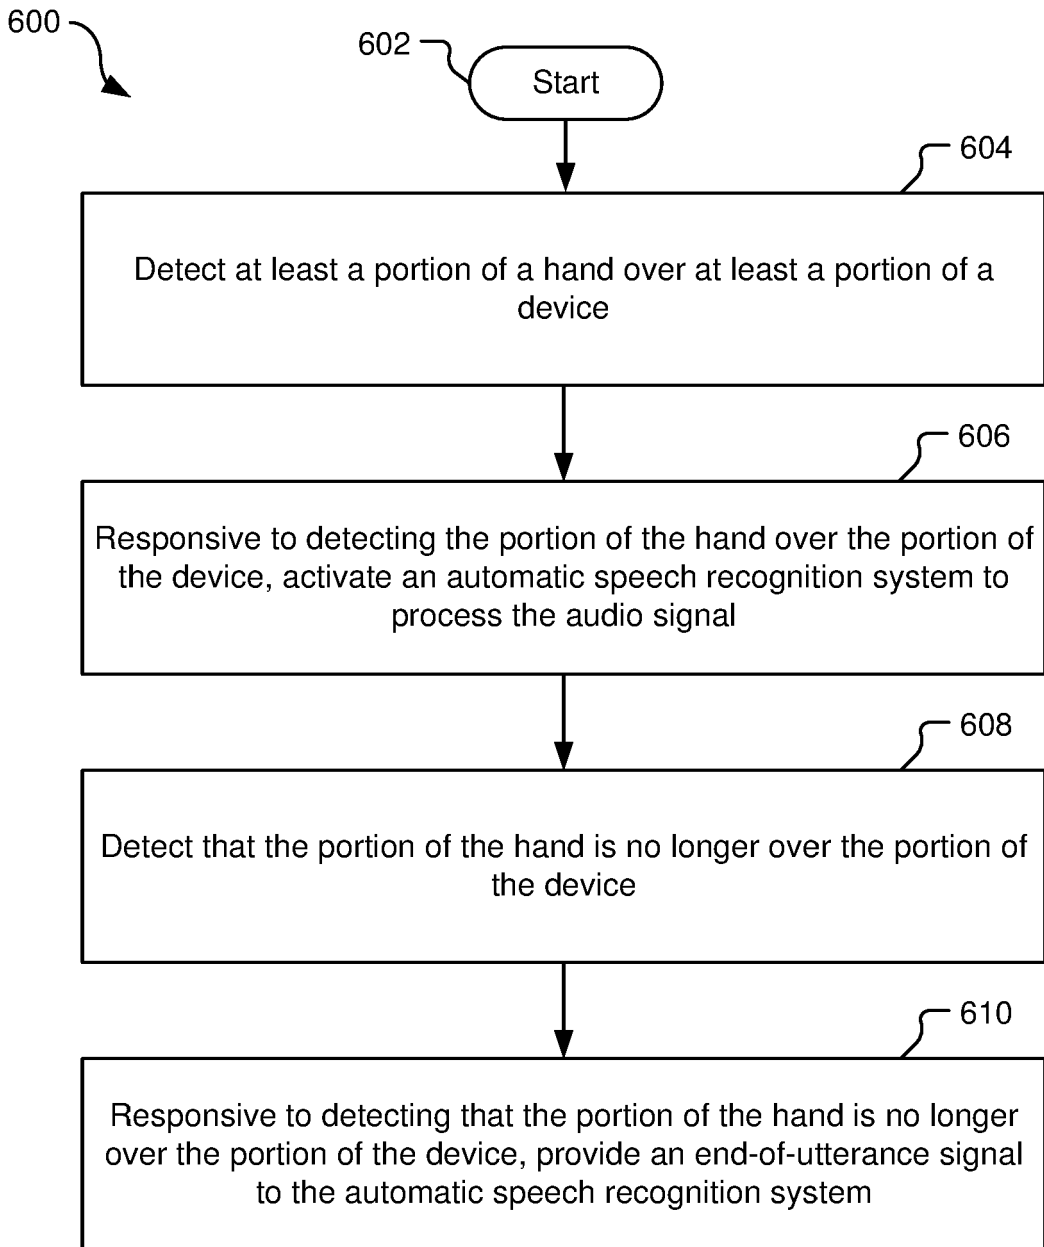 600
602
Start
604
Detect at least a portion of a hand over at least a portion of a
device
606
Responsive to detecting the portion of the hand over the portion of
the device, activate an automatic speech recognition system to
process the audio signal
608
Detect that the portion of the hand is no longer over the portion of
the device
610
Responsive to detecting that the portion of the hand is no longer
over the portion of the device, provide an end-of-utterance signal
to the automatic speech recognition system